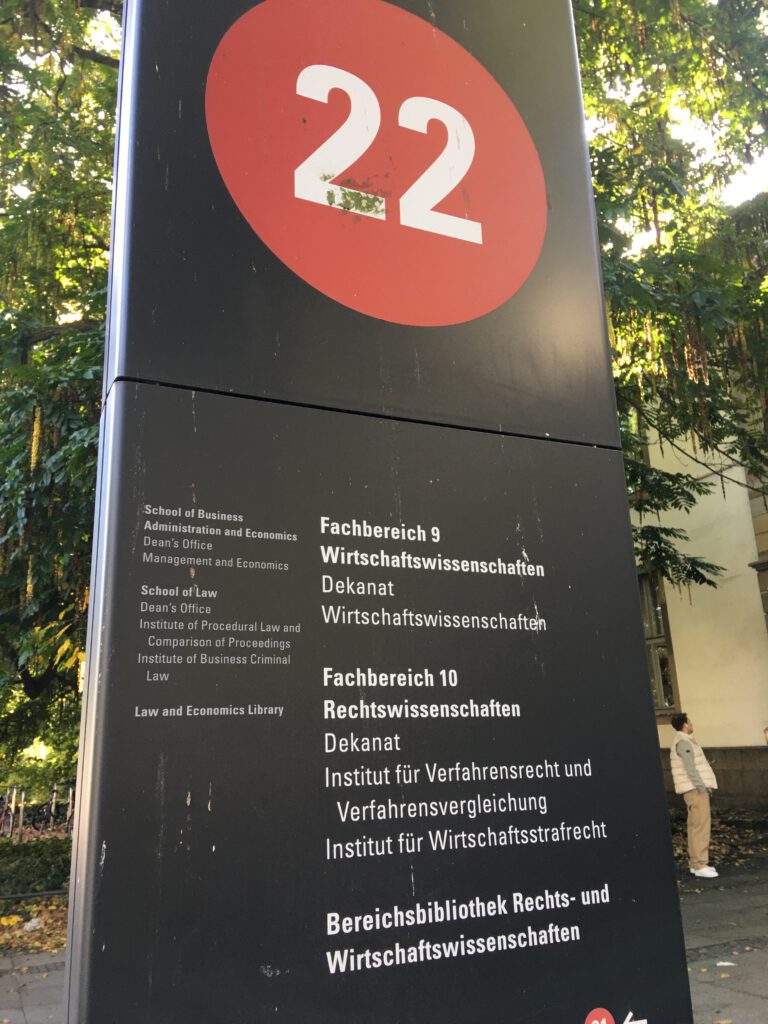 22
School of Business
Administration and Economics
Dean's Office
Management and Economics
School of Law
Dean's Office
Institute of Procedural Law and
Comparison of Proceedings
Institute of Business Criminal
Law
Law and Economics Library
Fachbereich 9
Wirtschaftswissenschaften
Dekanat
Wirtschaftswissenschaften
Fachbereich 10
Rechtswissenschaften
Dekanat
Institut für Verfahrensrecht und
Verfahrensvergleichung
Institut für Wirtschaftsstrafrecht
Bereichsbibliothek Rechts- und
Wirtschaftswissenschaften